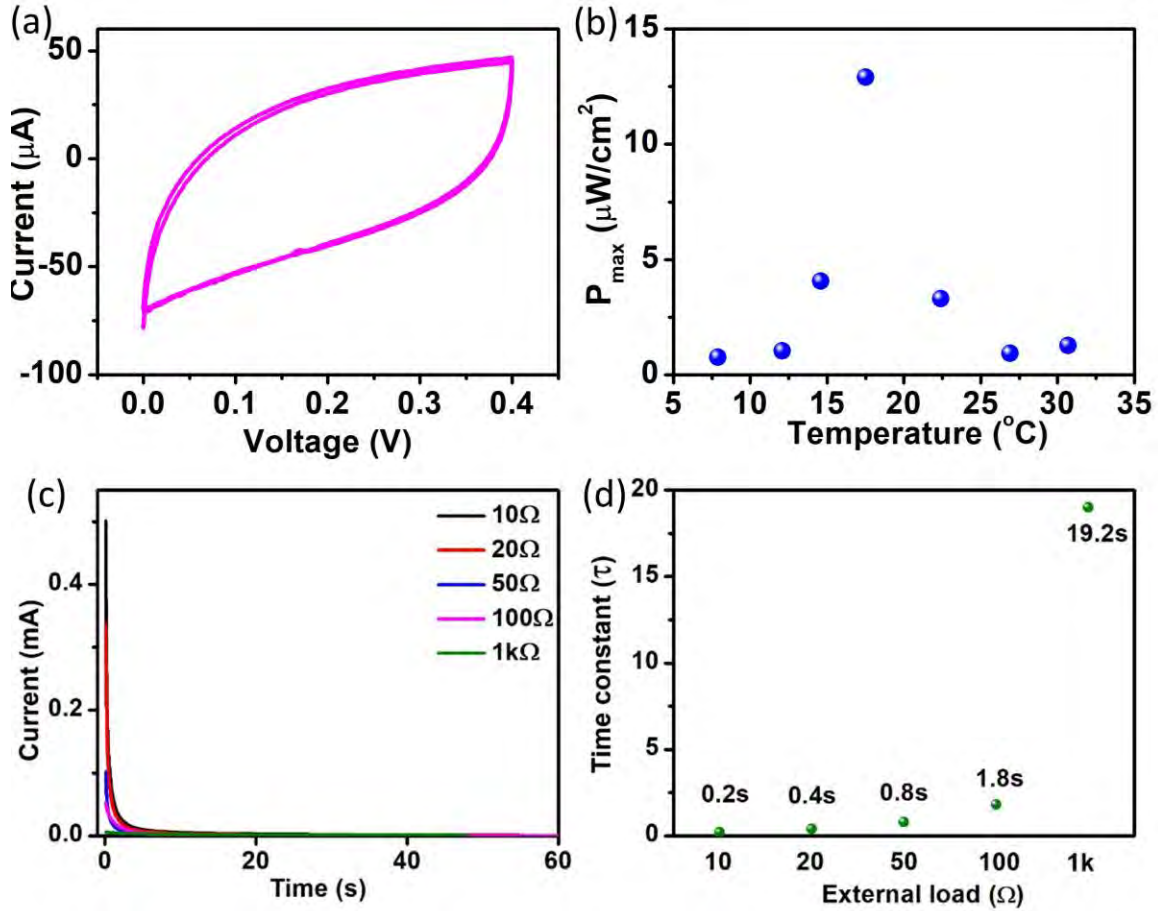 (a)
50
0
-50
-100
Current (μA)
0.0 0.1 0.2 0.3 0.4
Voltage (V)
(b)
15
10
5
0
P max (μW/cm2)
5 10 15 20 25 30 35
Temperature (oC)
(c)
0.4
0.2
0.0
Current (mA)
10Ω
20Ω
50Ω
100Ω
1kΩ
0 20 40 60
Time (s)
(d)
20
15
10
5
0
Time constant (τ)
0.2s 0.4s 0.8s 1.8s 19.2s
10 20 50 100 1k
External load (Ω)